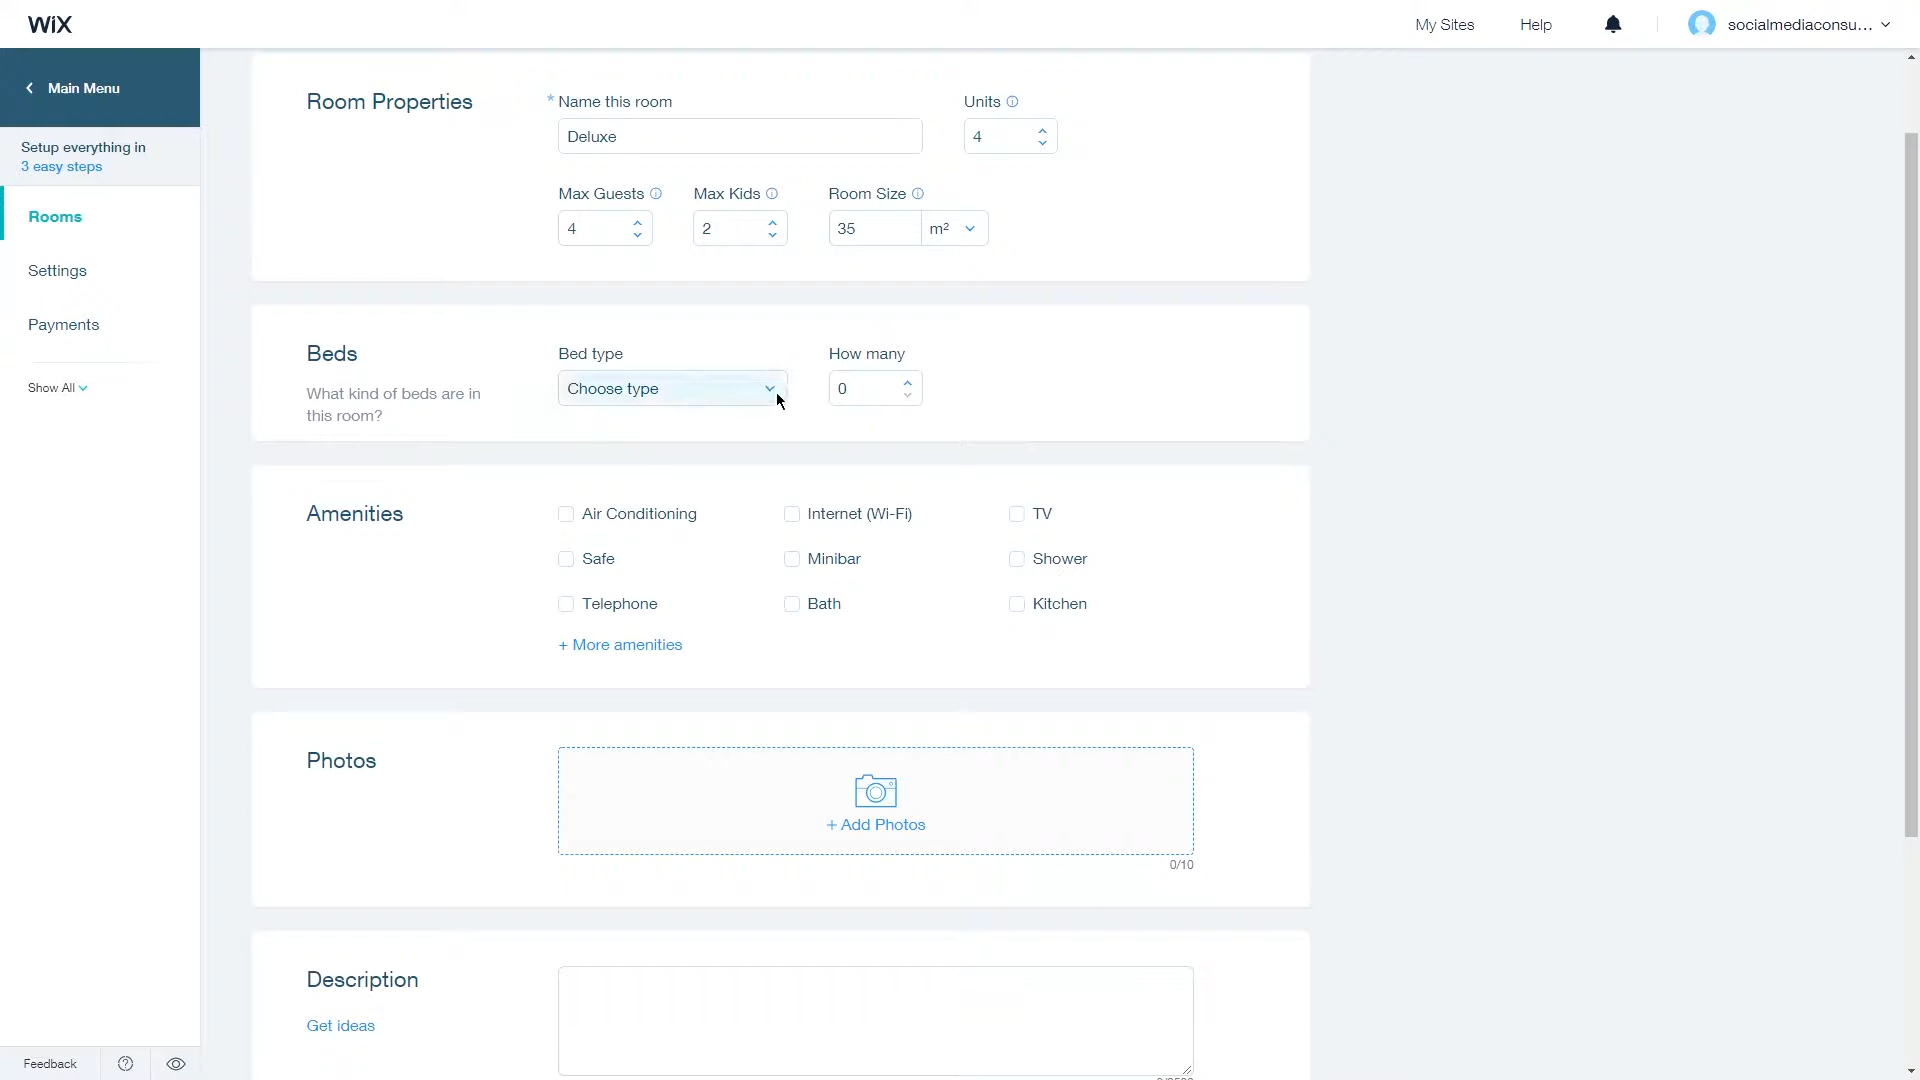 WiX
My Sites
Help
socialmediaconsu...
Main Menu
Setup everything in
3 easy steps
Rooms
Settings
Payments
Show All
Room Properties
* Name this room
Units
Deluxe
4
Max Guests
Max Kids
Room Size
4
2
35
m²
Beds
What kind of beds are in
this room?
Bed type
How many
Choose type
0
Amenities
Air Conditioning
Internet (Wi-Fi)
TV
Safe
Minibar
Shower
Telephone
Bath
Kitchen
+ More amenities
Photos
+ Add Photos
0/10
Description
Get ideas
Feedback